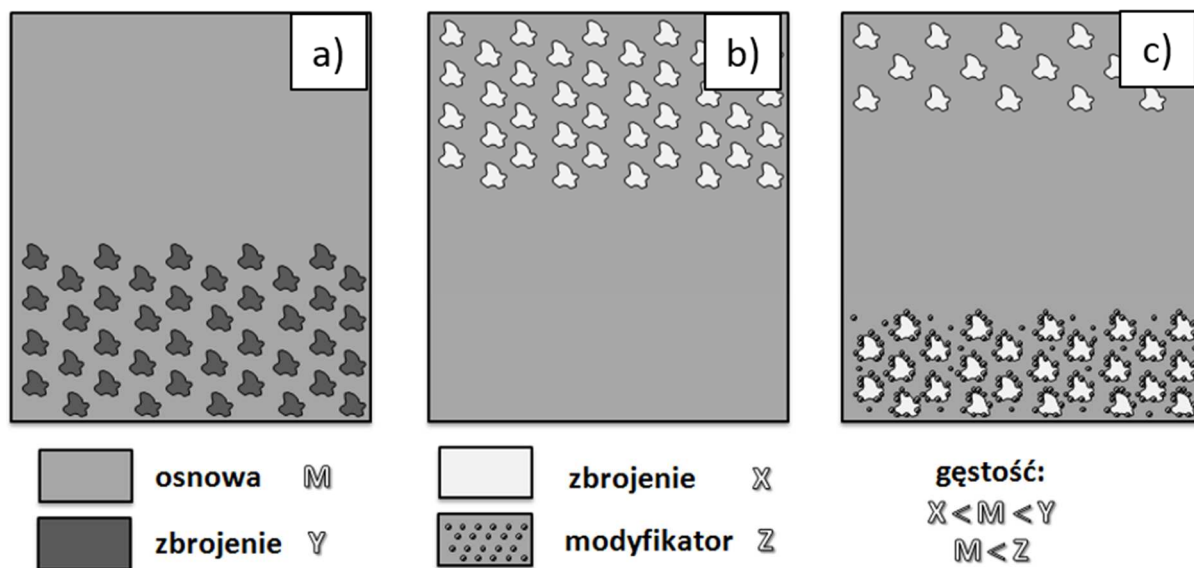 a)
b)
c)
osnowa M
zbrojenie Y
zbrojenie X
modyfikator Z
gęstość:
X < M < Y
M < Z